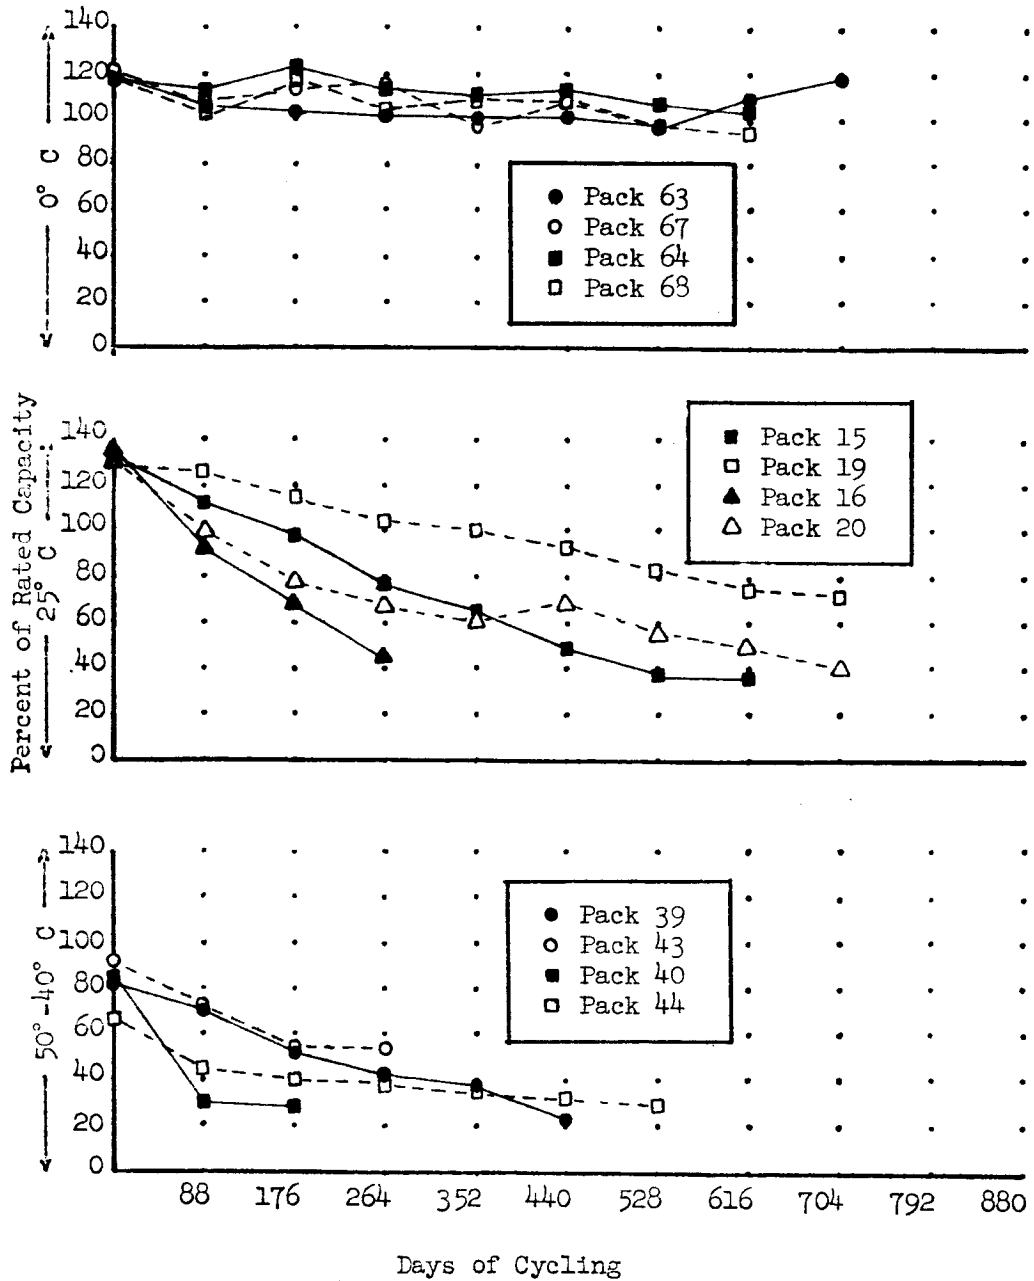 Percent of Rated Capacity
0° C
140
120
100
80
60
40
20
0
Pack 63
Pack 67
Pack 64
Pack 68
25° C
140
120
100
80
60
40
20
0
Pack 15
Pack 19
Pack 16
Pack 20
50°-40° C
140
120
100
80
60
40
20
0
Pack 39
Pack 43
Pack 40
Pack 44
88 176 264 352 440 528 616 704 792 880
Days of Cycling